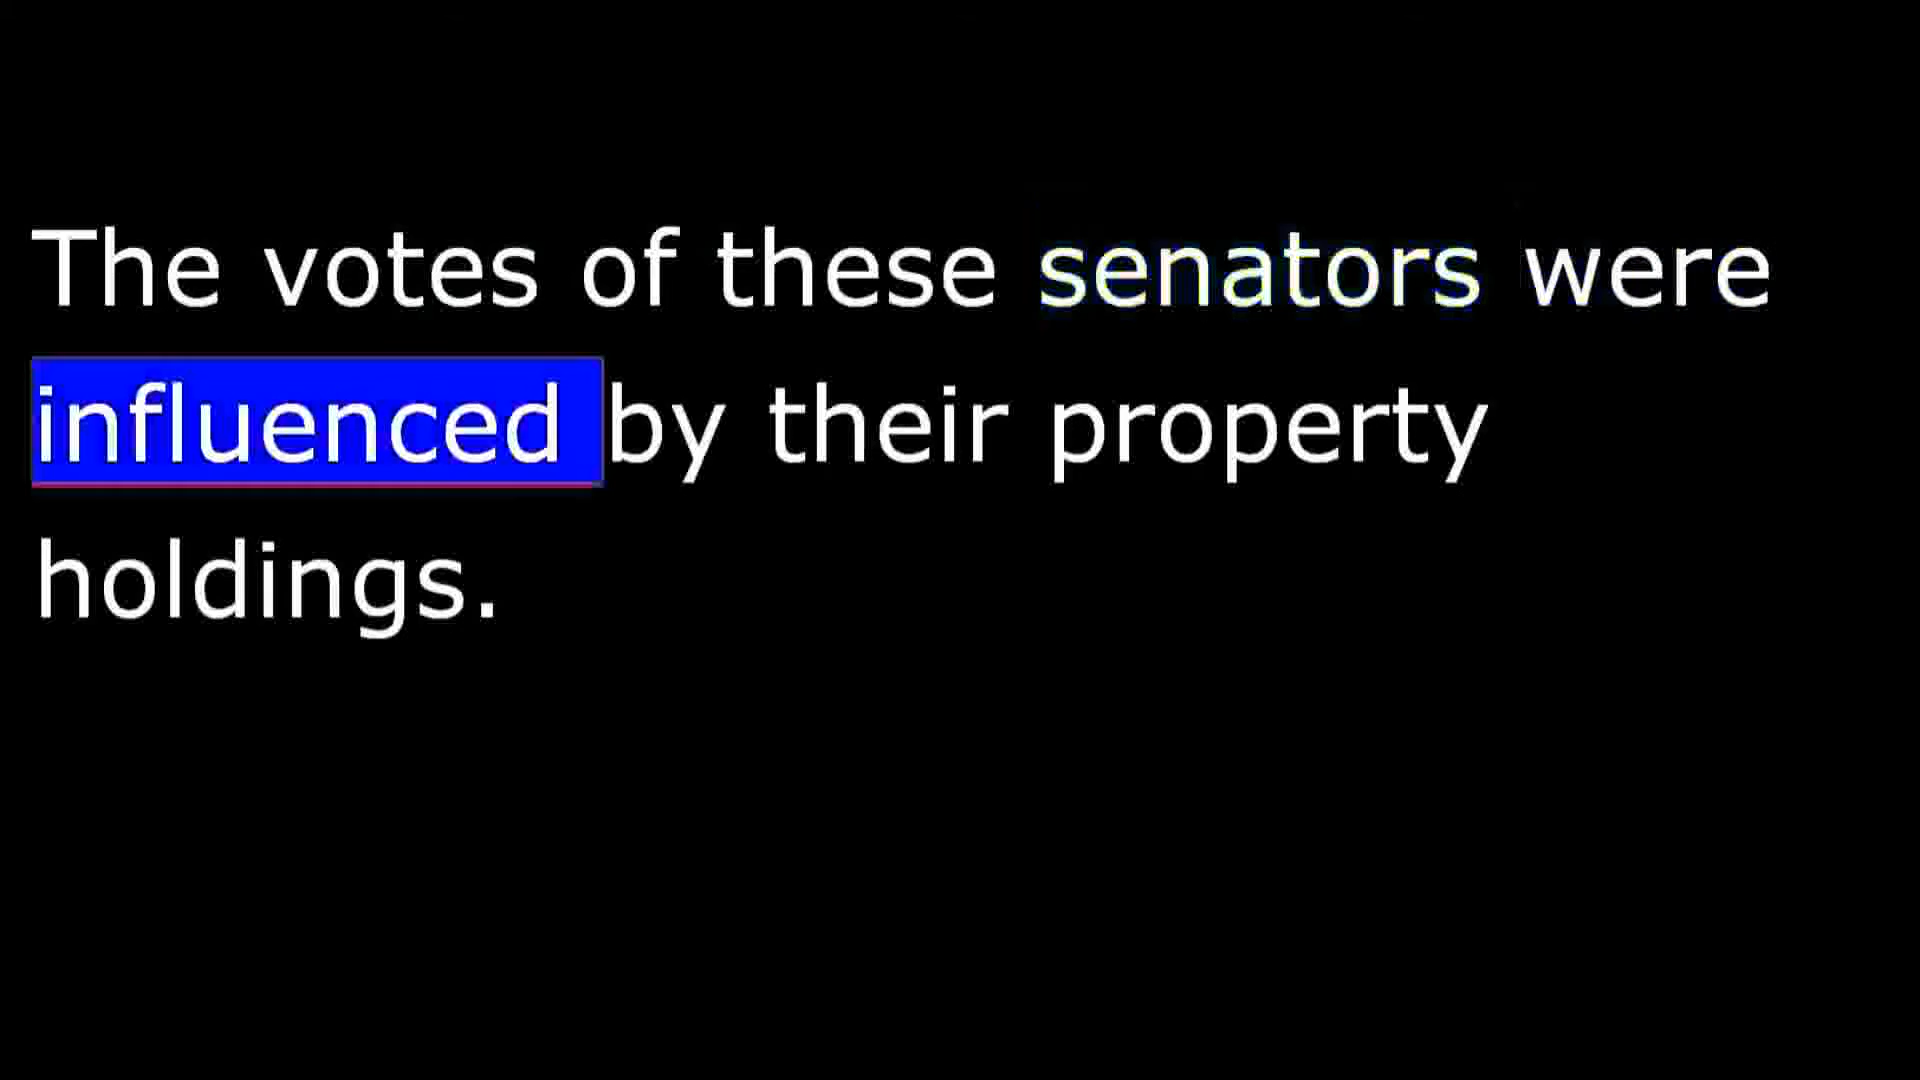 The votes of these senators were
influenced by their property
holdings.